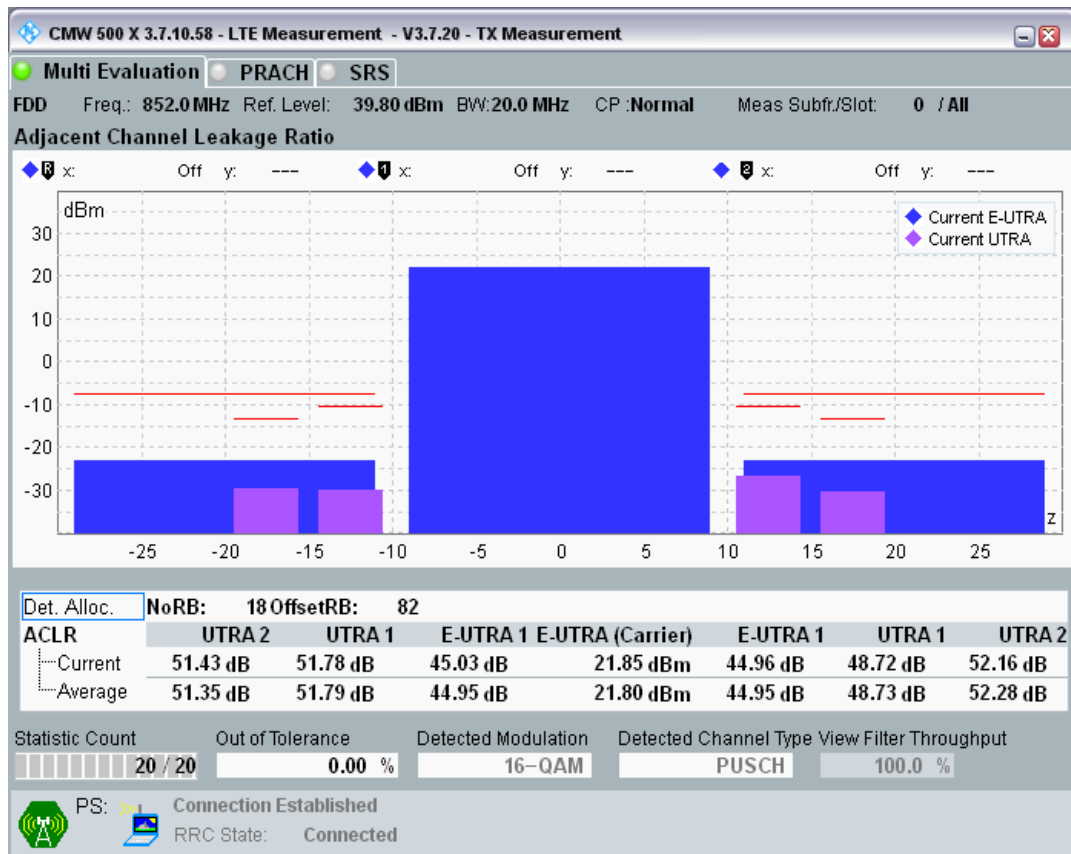 CMW 500 X 3.7.10.58 - LTE Measurement - V3.7.20 - TX Measurement
Multi Evaluation PRACH SRS
FDD Freq.: 852.0 MHz Ref. Level: 39.80 dBm BW:20.0 MHz CP :Normal Meas Subfr./Slot: 0 / All
Adjacent Channel Leakage Ratio
R x: Off y: --- 1 x: Off y: --- 2 x: Off y: ---
dBm
Current E-UTRA
Current UTRA
30
20
10
0
-10
-20
-30
z
-25 -20 -15 -10 -5 0 5 10 15 20 25
Det. Alloc. NoRB: 18 OffsetRB: 82
ACLR UTRA 2 UTRA 1 E-UTRA 1 E-UTRA (Carrier) E-UTRA 1 UTRA 1 UTRA 2
Current 51.43 dB 51.78 dB 45.03 dB 21.85 dBm 44.96 dB 48.72 dB 52.16 dB
Average 51.35 dB 51.79 dB 44.95 dB 21.80 dBm 44.95 dB 48.73 dB 52.28 dB
Statistic Count Out of Tolerance Detected Modulation Detected Channel Type View Filter Throughput
20 / 20 0.00 % 16-QAM PUSCH 100.0 %
PS: Connection Established
RRC State: Connected